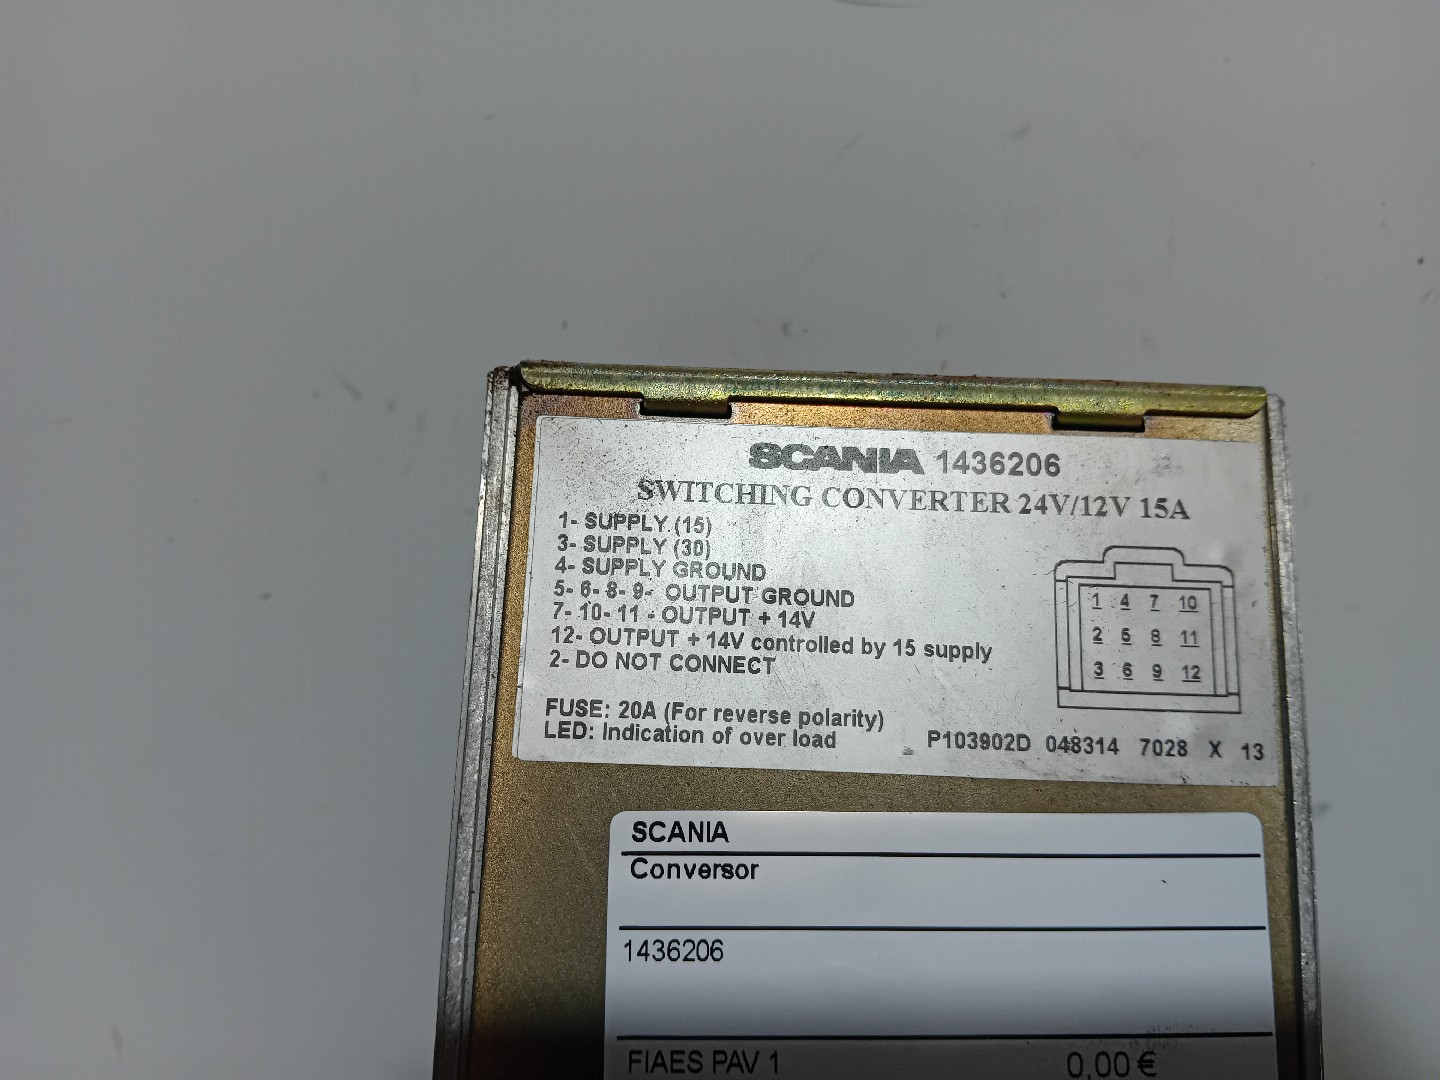 SCANIA 1436206
SWITCHING CONVERTER 24V/12V 15A
1- SUPPLY (15)
3- SUPPLY (30)
4- SUPPLY GROUND
5- 6- 8- 9- OUTPUT GROUND
7- 10- 11 - OUTPUT + 14V
12- OUTPUT + 14V controlled by 15 supply
2- DO NOT CONNECT
1 4 7 10
2 5 8 11
3 6 9 12
FUSE: 20A (For reverse polarity)
LED: Indication of over load
P103902D 048314 7028 X 13
SCANIA
Conversor
1436206
FIAES PAV 1 0,00 €